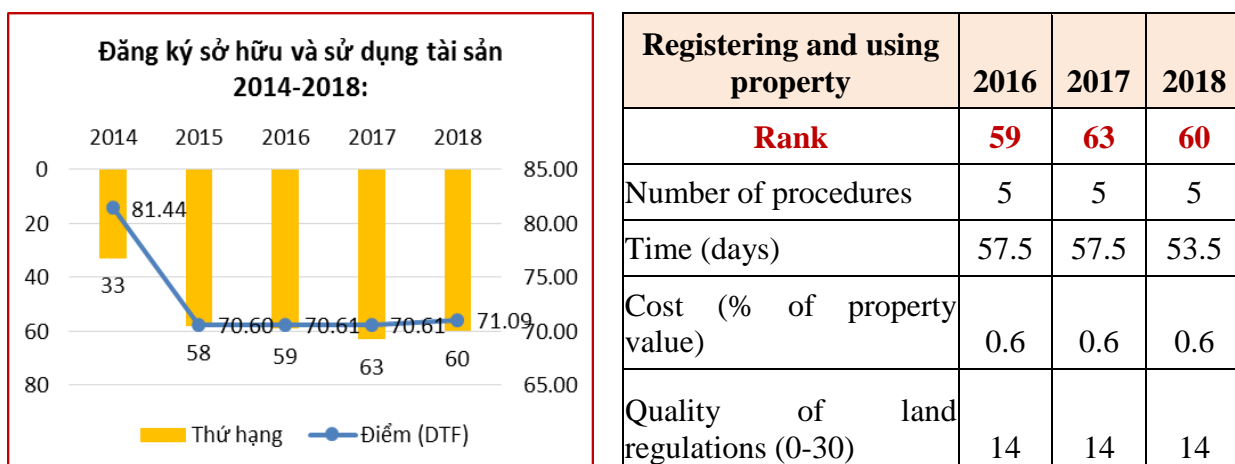 Đăng ký sở hữu và sử dụng tài sản
2014-2018:
2014 2015 2016 2017 2018
0 85.00
20 80.00
40 75.00
60 70.00
80 65.00
81.44 70.60 70.61 70.61 71.09
33 58 59 63 60
Thứ hạng Điểm (DTF)
Registering and using
property 2016 2017 2018
Rank 59 63 60
Number of procedures 5 5 5
Time (days) 57.5 57.5 53.5
Cost (% of property
value) 0.6 0.6 0.6
Quality of land
regulations (0-30) 14 14 14